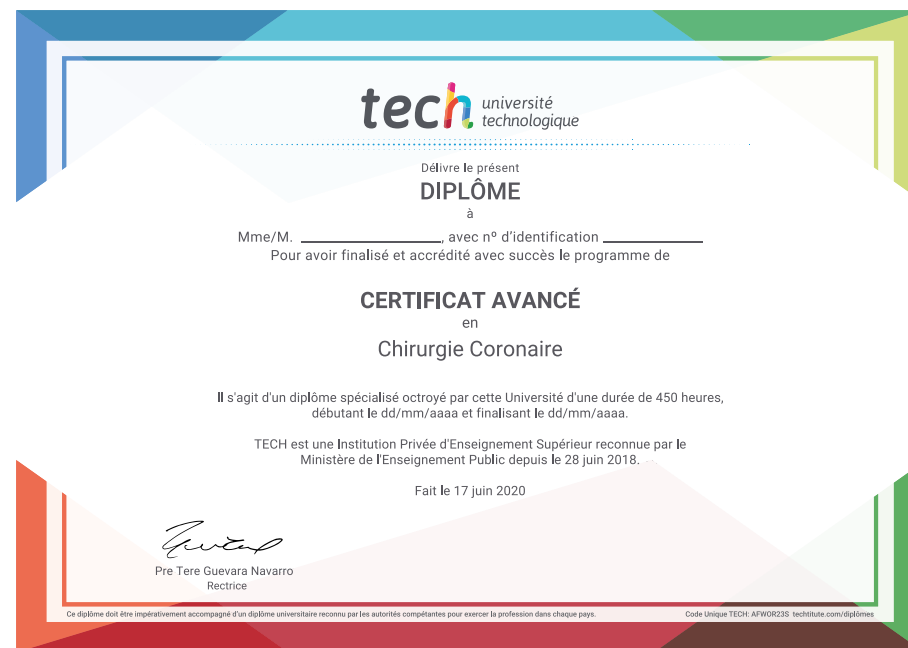 tech université
technologique
Délivre le présent
DIPLÔME
à
Mme/M. ____________________, avec nº d'identification ______________
Pour avoir finalisé et accrédité avec succès le programme de
CERTIFICAT AVANCÉ
en
Chirurgie Coronaire
Il s'agit d'un diplôme spécialisé octroyé par cette Université d'une durée de 450 heures,
débutant le dd/mm/aaaa et finalisant le dd/mm/aaaa.
TECH est une Institution Privée d'Enseignement Supérieur reconnue par le
Ministère de l'Enseignement Public depuis le 28 juin 2018.
Fait le 17 juin 2020
Pre Tere Guevara Navarro
Rectrice
Ce diplôme doit être impérativement accompagné d'un diplôme universitaire reconnu par les autorités compétentes pour exercer la profession dans chaque pays.
Code Unique TECH: AFWOR23S techtitute.com/diplômes